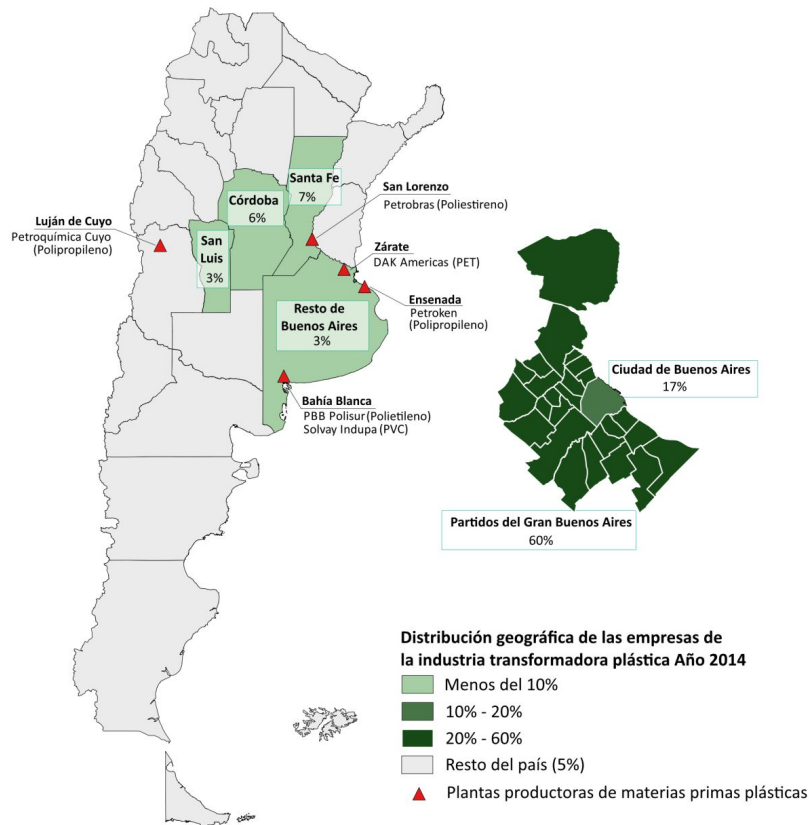 Santa Fe
7%
Córdoba
6%
San Lorenzo
Petrobras (Poliestireno)
Luján de Cuyo
Petroquímica Cuyo
(Polipropileno)
San
Luis
3%
Zárate
DAK Americas (PET)
Ensenada
Petroken
(Polipropileno)
Resto de
Buenos Aires
3%
Bahía Blanca
PBB Polisur (Polietileno)
Solvay Indupa (PVC)
Ciudad de Buenos Aires
17%
Partidos del Gran Buenos Aires
60%
Distribución geográfica de las empresas de
la industria transformadora plástica Año 2014
Menos del 10%
10% - 20%
20% - 60%
Resto del país (5%)
Plantas productoras de materias primas plásticas